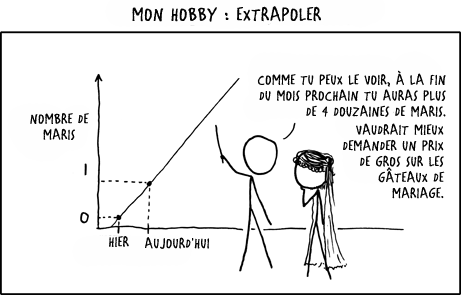 MON HOBBY : EXTRAPOLER
COMME TU PEUX LE VOIR, À LA FIN
DU MOIS PROCHAIN TU AURAS PLUS
DE 4 DOUZAINES DE MARIS.
VAUDRAIT MIEUX
DEMANDER UN PRIX
DE GROS SUR LES
GÂTEAUX DE
MARIAGE.
NOMBRE DE
MARIS
1
0
HIER
AUJOURD'HUI